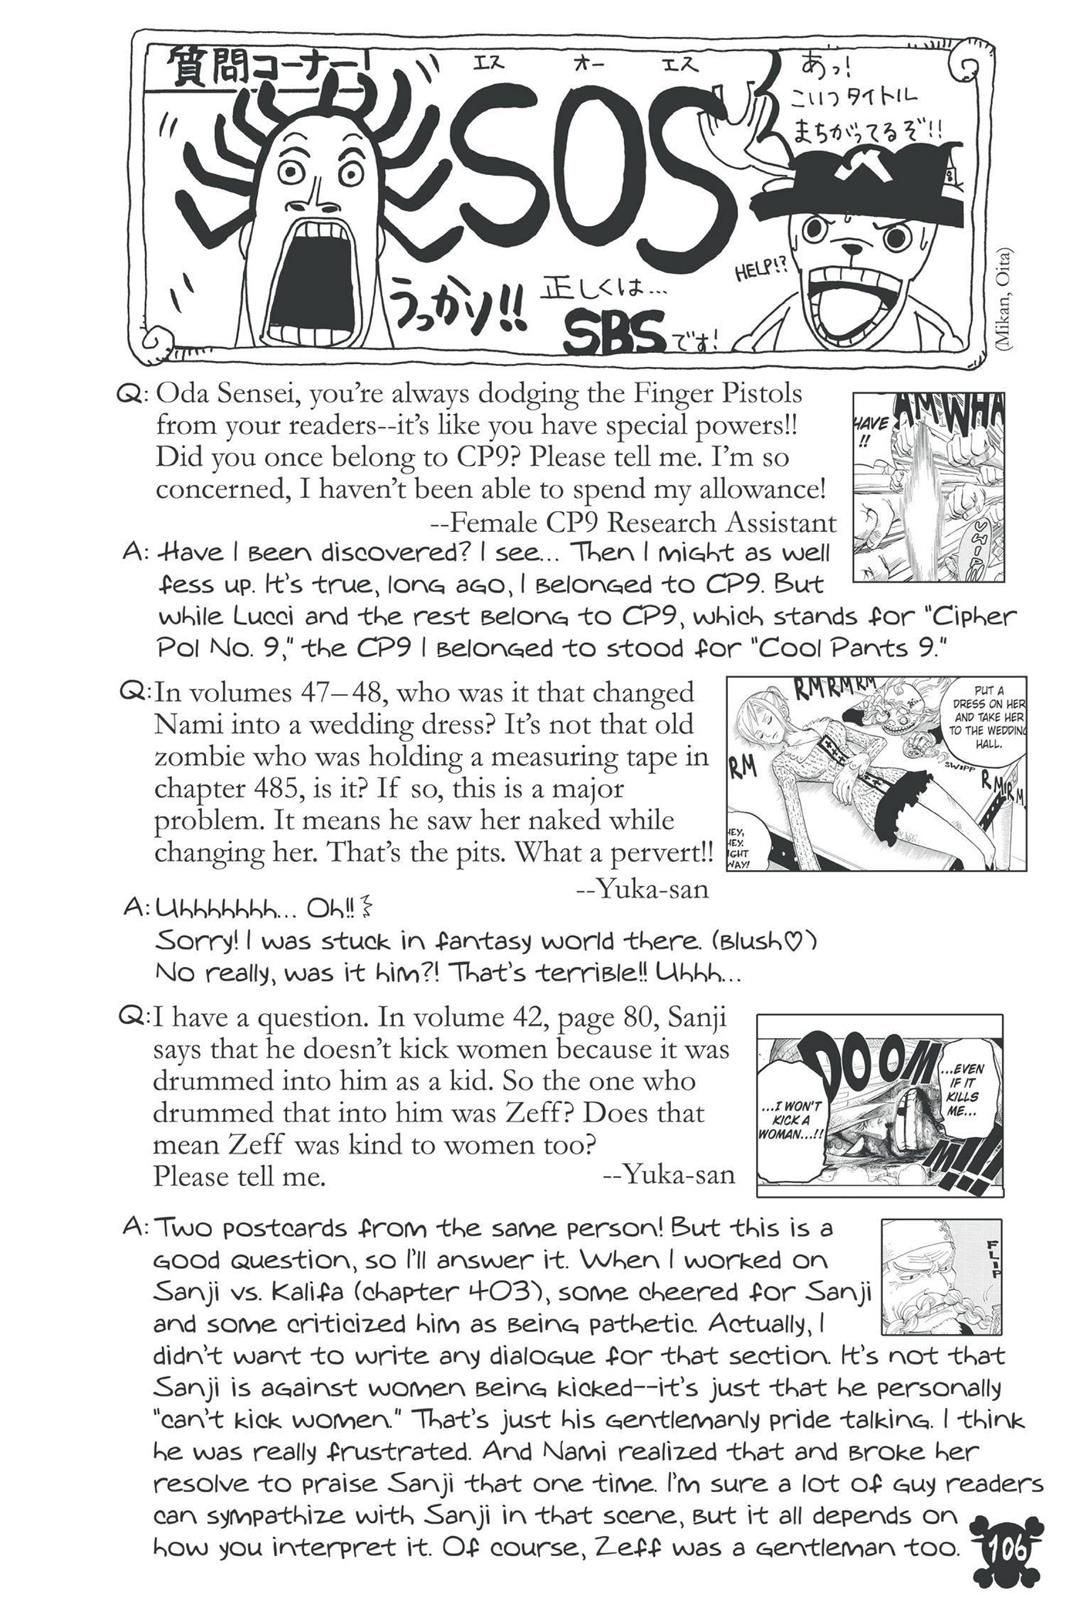 質問コーナー!
エス オー エス
SOS
あっ!
こいつタイトル
まちがってるぞ!!
HELP!?
うっかり!!
正しくは…
SBSです!
(Mikan, Oita)
Q: Oda Sensei, you're always dodging the Finger Pistols
from your readers--it's like you have special powers!!
Did you once belong to CP9? Please tell me. I'm so
concerned, I haven't been able to spend my allowance!
--Female CP9 Research Assistant
HAVE
!!
AM WHA
A: Have I been discovered? I see... Then I might as well
fess up. It's true, long ago, I belonged to CP9. But
while Lucci and the rest belong to CP9, which stands for "Cipher
Pol No. 9," the CP9 I belonged to stood for "Cool Pants 9."
Q: In volumes 47–48, who was it that changed
Nami into a wedding dress? It's not that old
zombie who was holding a measuring tape in
chapter 485, is it? If so, this is a major
problem. It means he saw her naked while
changing her. That's the pits. What a pervert!!
--Yuka-san
RM RM RM
PUT A
DRESS ON HER
AND TAKE HER
TO THE WEDDING
HALL.
RM
SWIPP
RM RM
HEY,
HEY.
IGHT
WAY!
A: Uhhhhhhh... Oh!!
Sorry! I was stuck in fantasy world there. (Blush♡)
No really, was it him?! That's terrible!! Uhhh...
Q: I have a question. In volume 42, page 80, Sanji
says that he doesn't kick women because it was
drummed into him as a kid. So the one who
drummed that into him was Zeff? Does that
mean Zeff was kind to women too?
Please tell me.
--Yuka-san
DOOM
...EVEN
IF IT
KILLS
ME...
...I WON'T
KICK A
WOMAN...!!
M!!!!
A: Two postcards from the same person! But this is a
good question, so I'll answer it. When I worked on
Sanji vs. Kalifa (chapter 403), some cheered for Sanji
and some criticized him as being pathetic. Actually, I
didn't want to write any dialogue for that section. It's not that
Sanji is against women being kicked--it's just that he personally
"can't kick women." That's just his gentlemanly pride talking. I think
he was really frustrated. And Nami realized that and broke her
resolve to praise Sanji that one time. I'm sure a lot of guy readers
can sympathize with Sanji in that scene, but it all depends on
how you interpret it. Of course, Zeff was a gentleman too.
FLIP
106